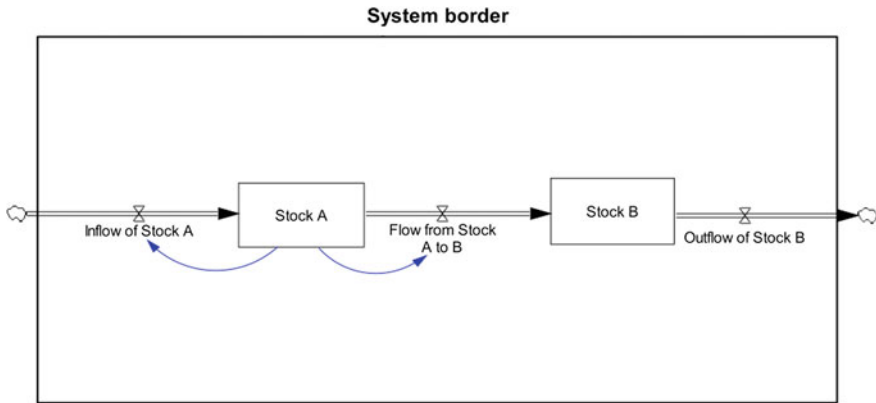 System border
Stock A
Stock B
Inflow of Stock A
Flow from Stock
A to B
Outflow of Stock B